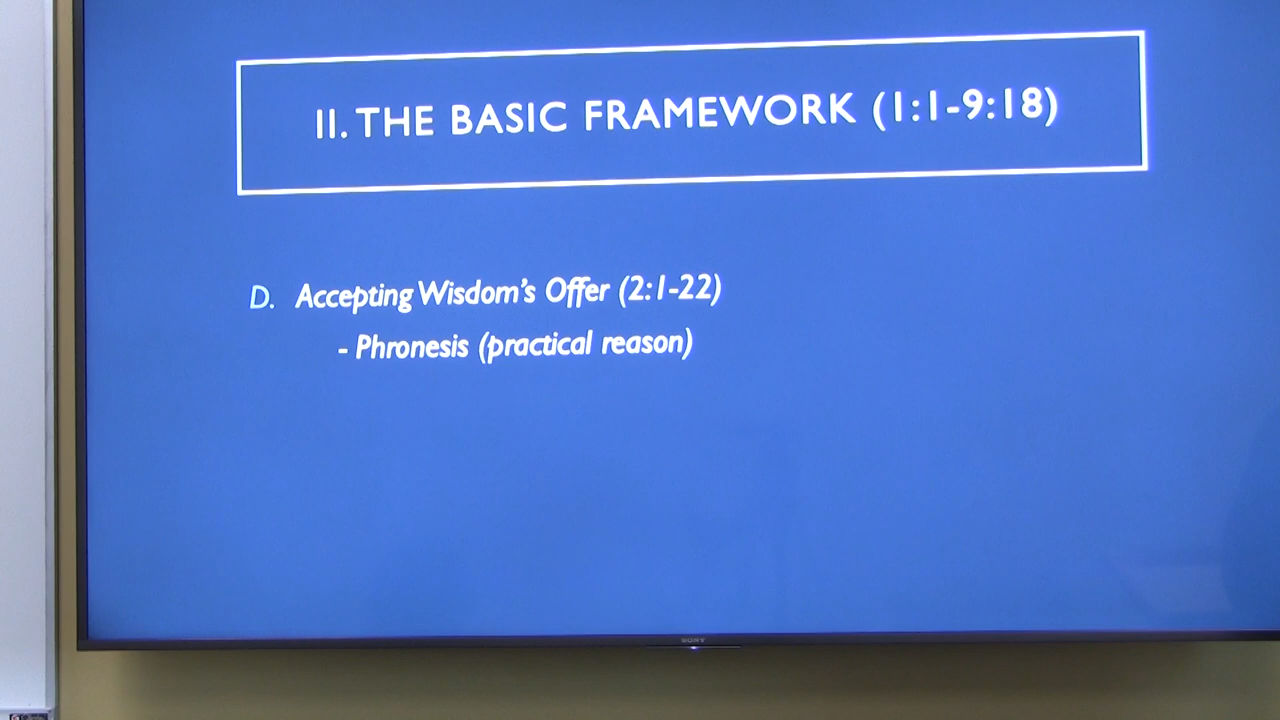 II. THE BASIC FRAMEWORK (1:1-9:18)
D. Accepting Wisdom's Offer (2:1-22)
- Phronesis (practical reason)
SONY